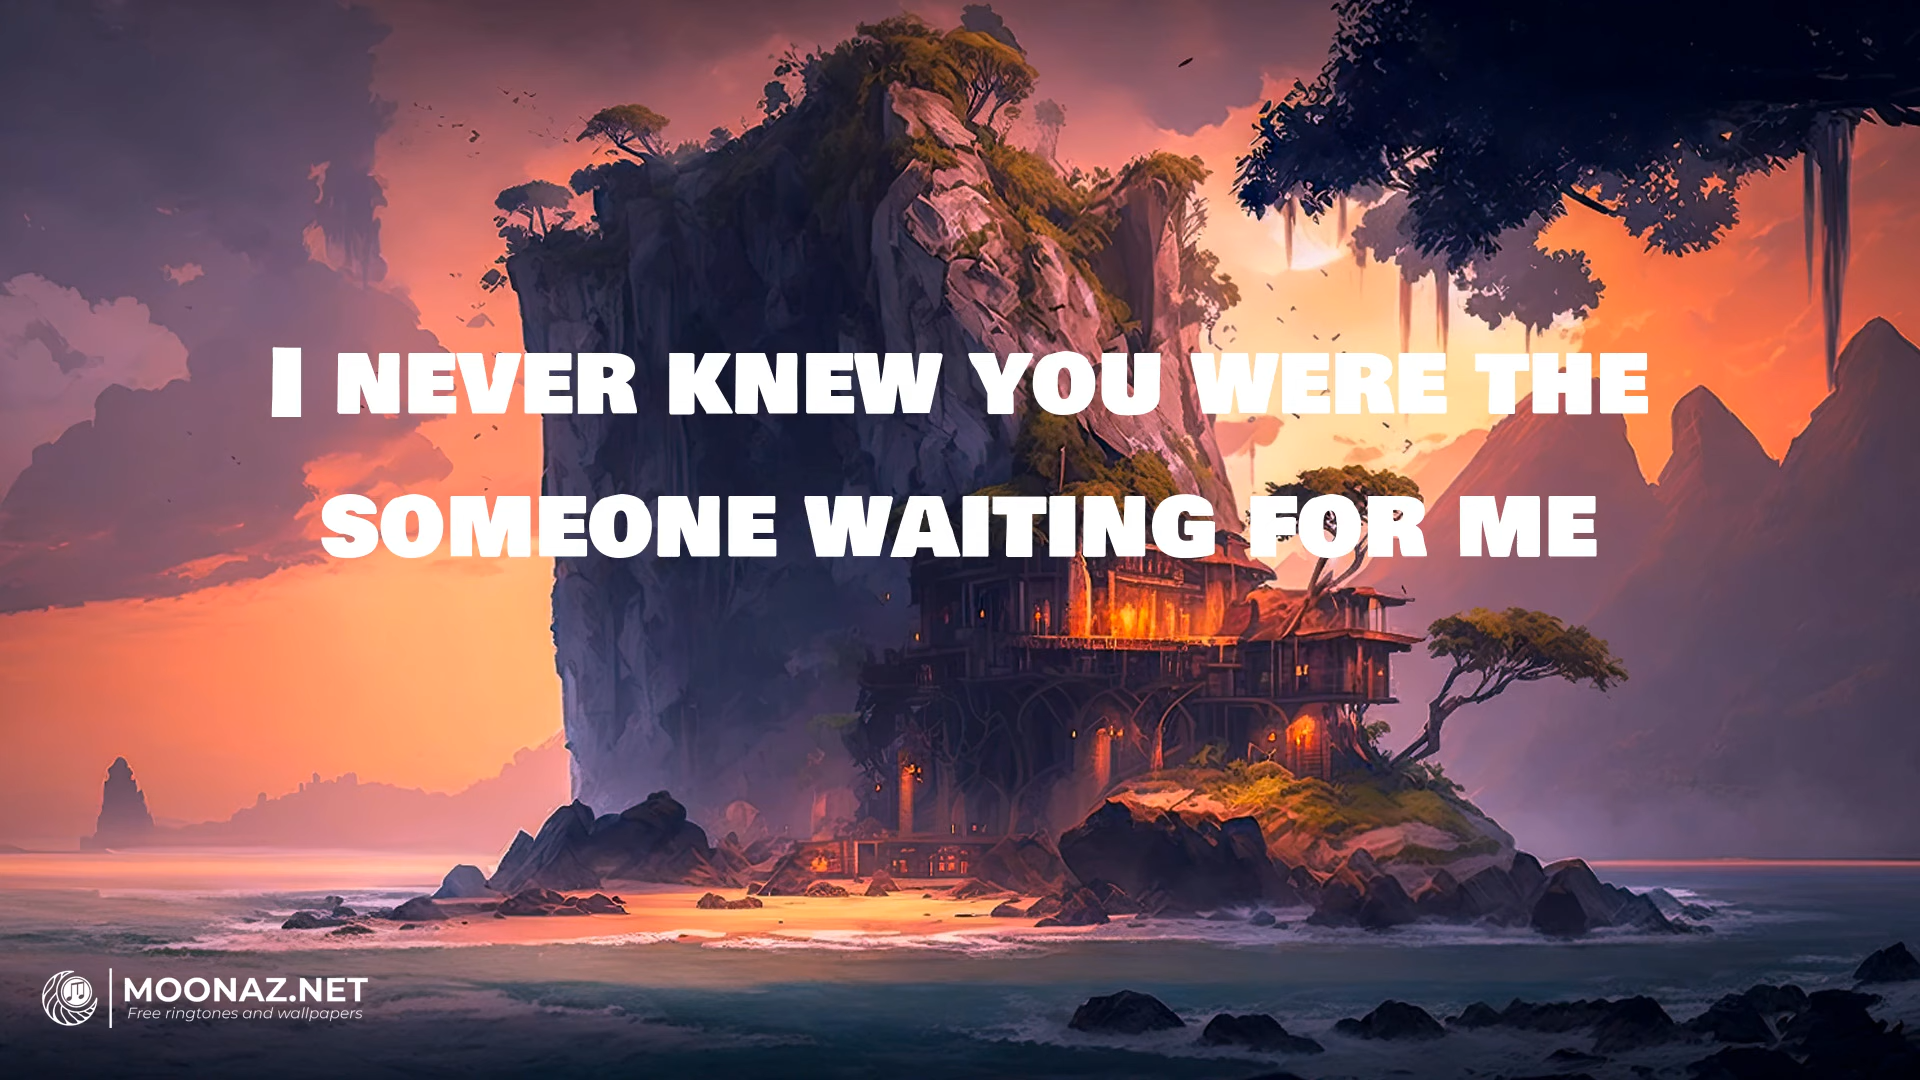 I NEVER KNEW YOU WERE THE
SOMEONE WAITING FOR ME
MOONAZ.NET
Free ringtones and wallpapers